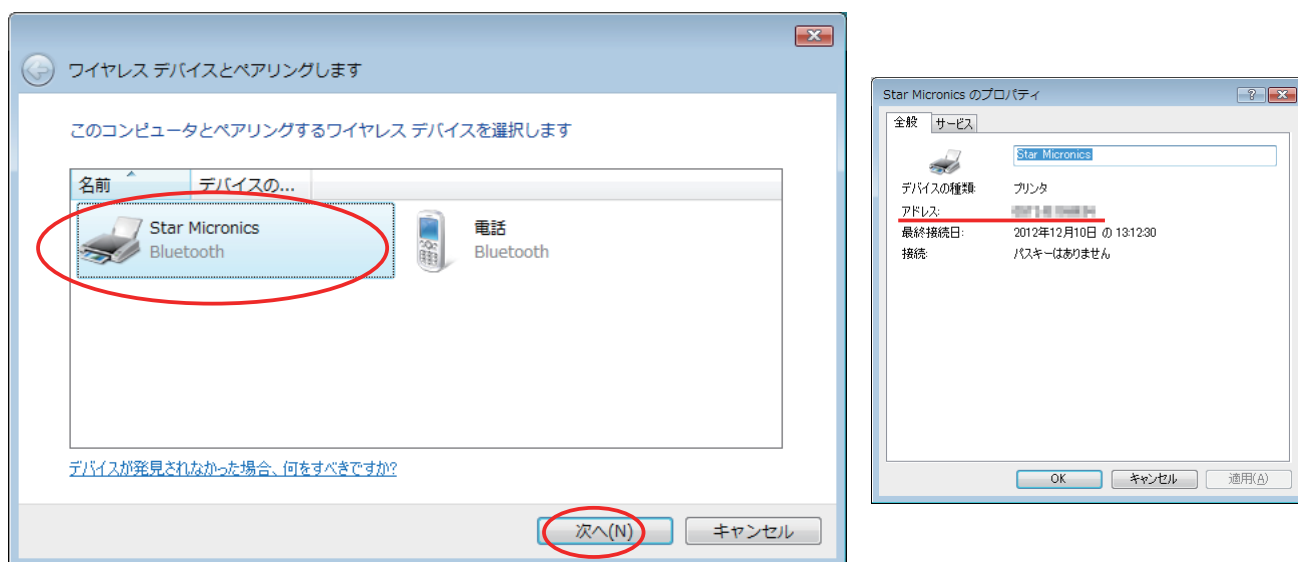 ワイヤレス デバイスとペアリングします
このコンピュータとペアリングするワイヤレス デバイスを選択します
名前 デバイスの...
Star Micronics
Bluetooth
電話
Bluetooth
デバイスが発見されなかった場合、何をすべきですか?
次へ(N) キャンセル
Star Micronics のプロパティ
全般 サービス
Star Micronics
デバイスの種類: プリンタ
アドレス:
最終接続日: 2012年12月10日 の 13:12:30
接続: パスキーはありません
OK キャンセル 適用(A)